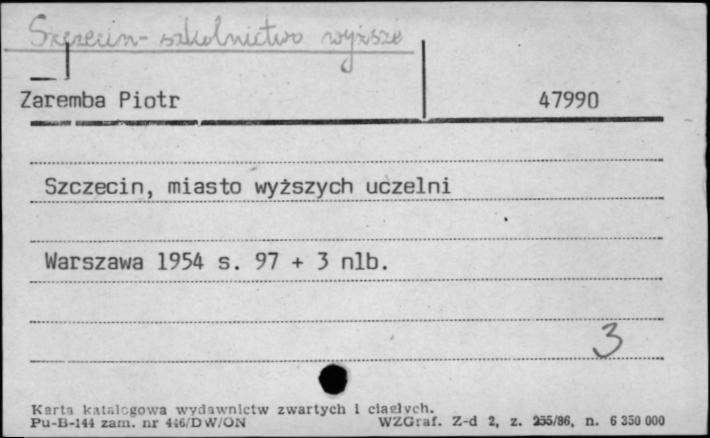 Szczecin - szkolnictwo wyższe
Zaremba Piotr 47990
Szczecin, miasto wyższych uczelni
Warszawa 1954 s. 97 + 3 nlb.
3
Karta katalogowa wydawnictw zwartych i ciągłych.
Pu-B-144 zam. nr 446/DW/ON WZGraf. Z-d 2, z. 255/86, n. 6 350 000